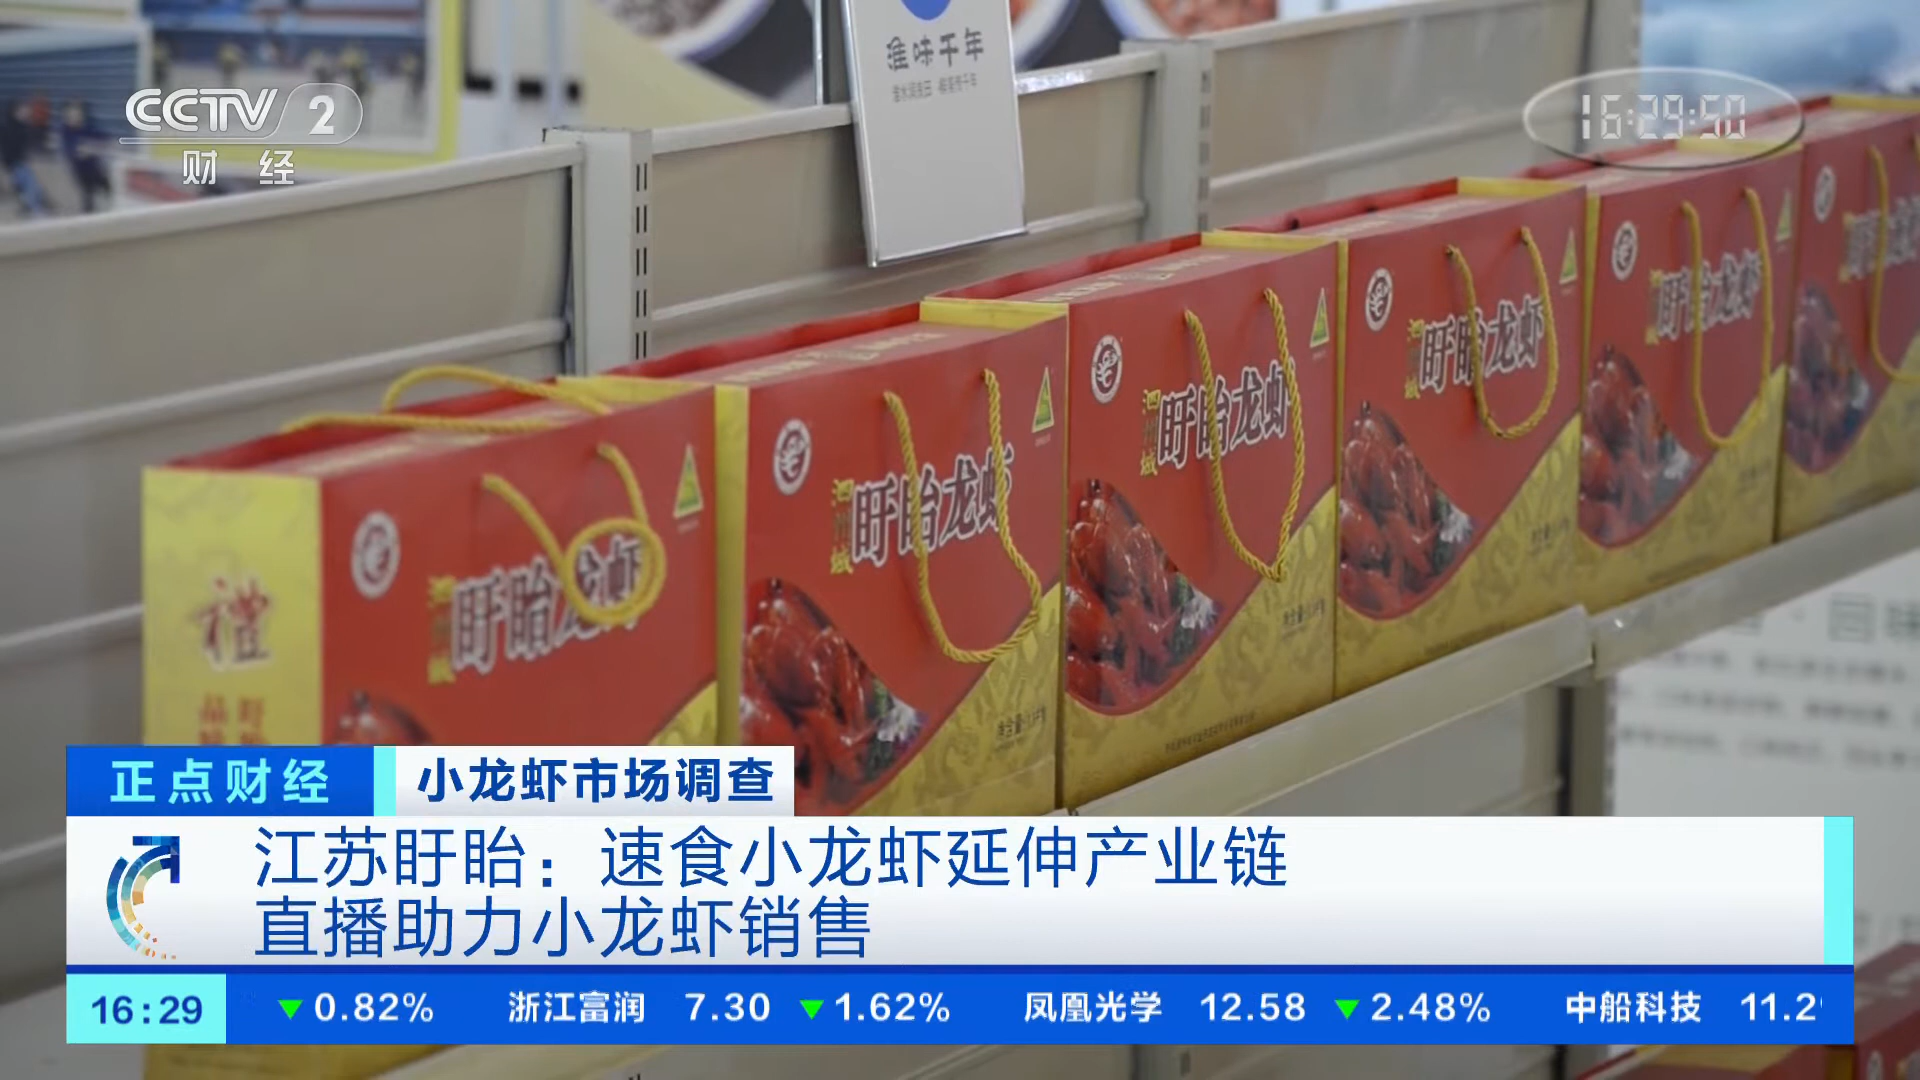 淮味千年
CCTV 2
财 经
16:29:50
盱眙龙虾
盱眙龙虾
盱眙龙虾
盱眙龙虾
盱眙龙虾
禮
正点财经
小龙虾市场调查
江苏盱眙：速食小龙虾延伸产业链
直播助力小龙虾销售
16:29 ▼0.82% 浙江富润 7.30 ▼1.62% 凤凰光学 12.58 ▼2.48% 中船科技 11.2